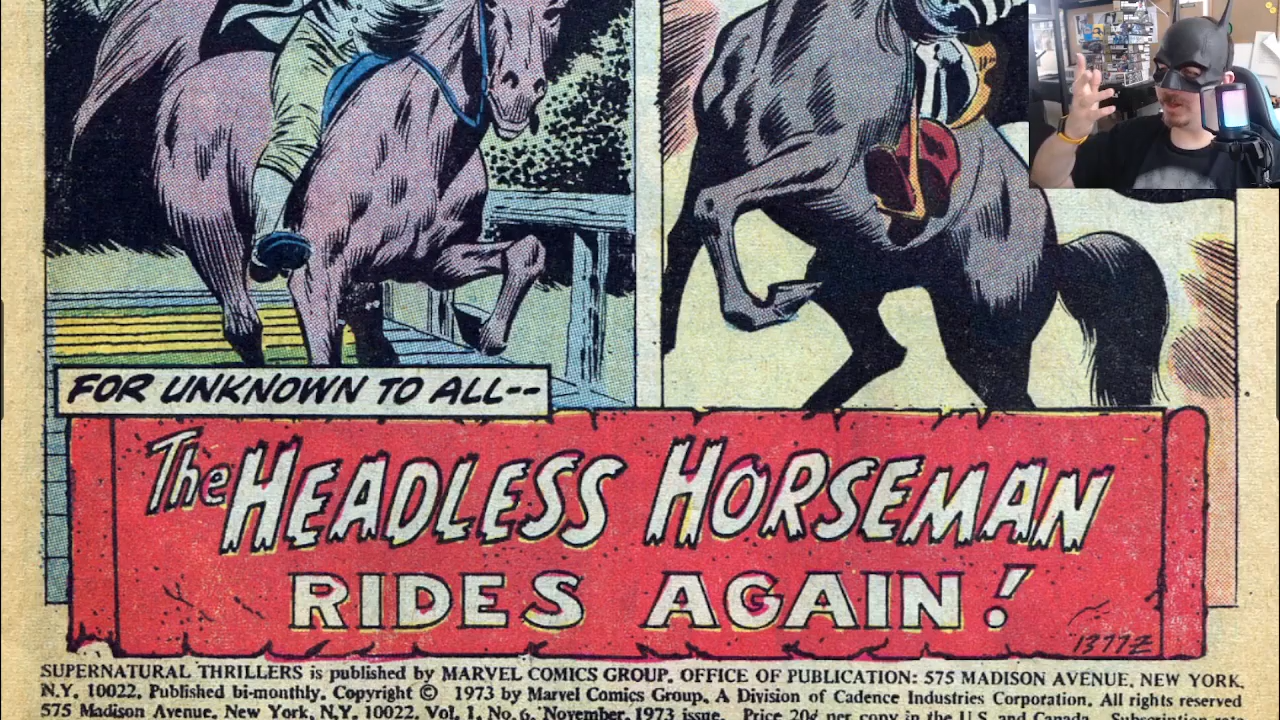 FOR UNKNOWN TO ALL--
The HEADLESS HORSEMAN
RIDES AGAIN!
SUPERNATURAL THRILLERS is published by MARVEL COMICS GROUP. OFFICE OF PUBLICATION: 575 MADISON AVENUE, NEW YORK,
N.Y. 10022. Published bi-monthly. Copyright © 1973 by Marvel Comics Group, A Division of Cadence Industries Corporation. All rights reserved
575 Madison Avenue, New York, N.Y. 10022. Vol. 1, No. 6, November, 1973 issue. Price 20¢ per copy in the U.S. and Canada.